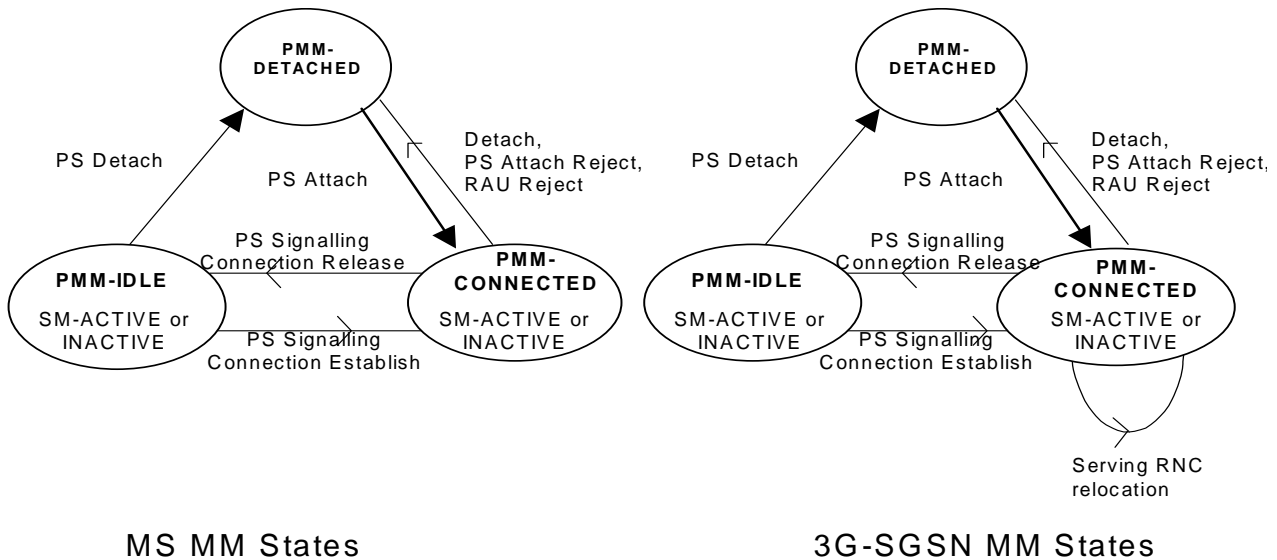 PMM-
DETACHED
PS Detach
PS Attach
Detach,
PS Attach Reject,
RAU Reject
PS Signalling
Connection Release
PMM-IDLE
SM-ACTIVE or
INACTIVE
PMM-
CONNECTED
SM-ACTIVE or
INACTIVE
PS Signalling
Connection Establish
MS MM States
PMM-
DETACHED
PS Detach
PS Attach
Detach,
PS Attach Reject,
RAU Reject
PS Signalling
Connection Release
PMM-IDLE
SM-ACTIVE or
INACTIVE
PMM-
CONNECTED
SM-ACTIVE or
INACTIVE
PS Signalling
Connection Establish
Serving RNC
relocation
3G-SGSN MM States